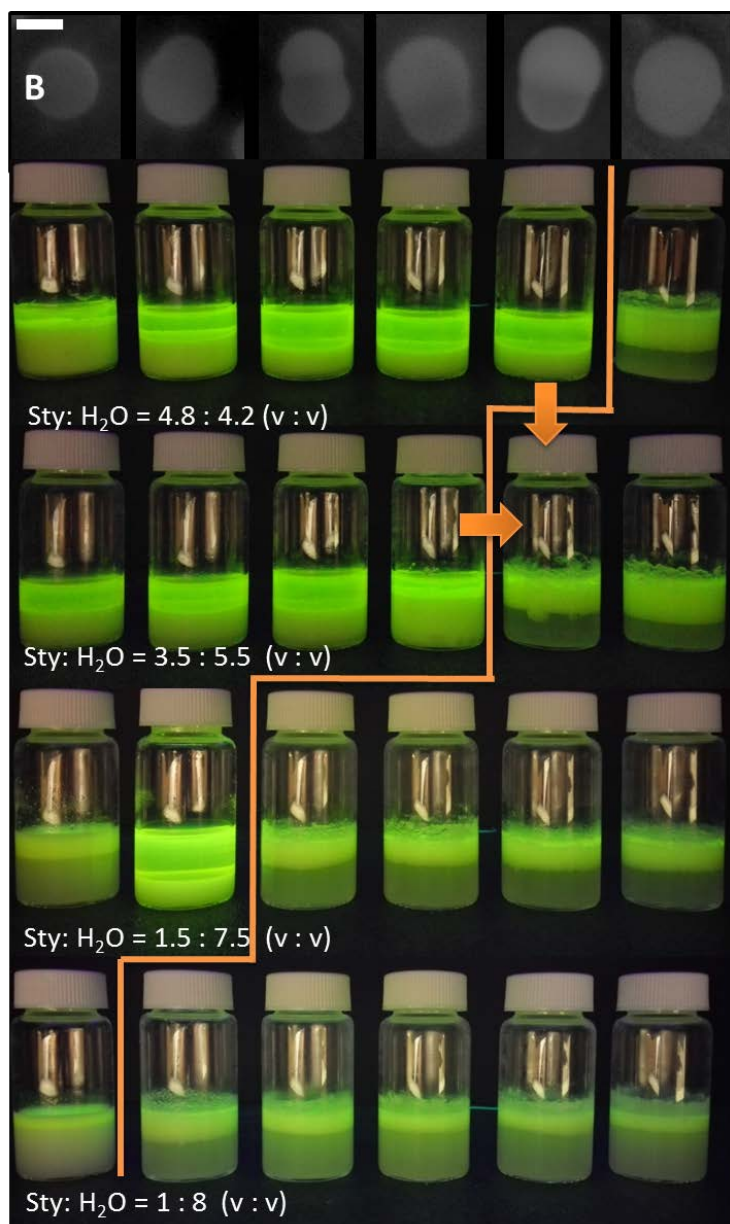 B
Sty: H₂O = 4.8 : 4.2 (v : v)
Sty: H₂O = 3.5 : 5.5 (v : v)
Sty: H₂O = 1.5 : 7.5 (v : v)
Sty: H₂O = 1 : 8 (v : v)